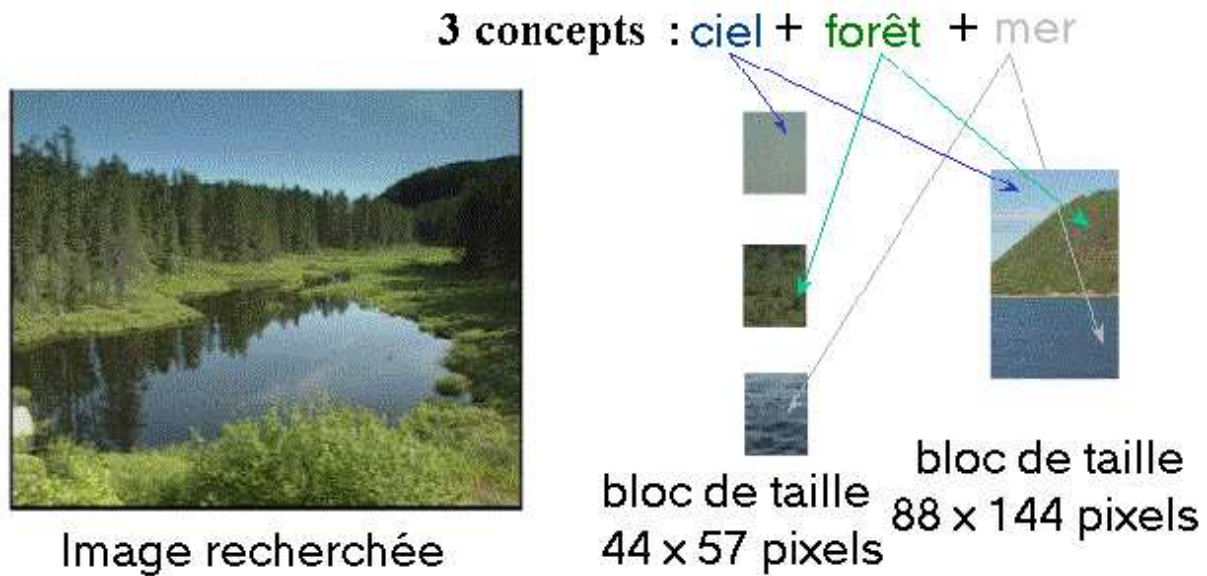 3 concepts : ciel + forêt + mer
Image recherchée
bloc de taille
44 x 57 pixels
bloc de taille
88 x 144 pixels